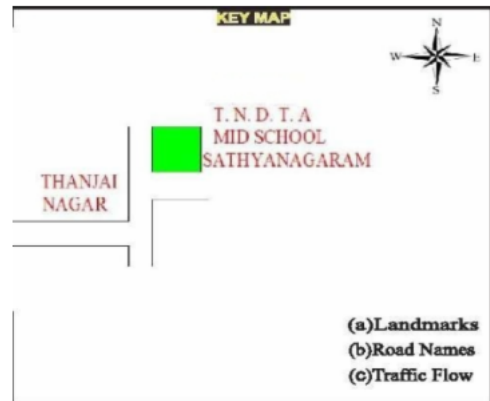 KEY MAP
N
W E
S
T. N. D. T. A
MID SCHOOL
SATHYANAGARAM
THANJAI
NAGAR
(a)Landmarks
(b)Road Names
(c)Traffic Flow